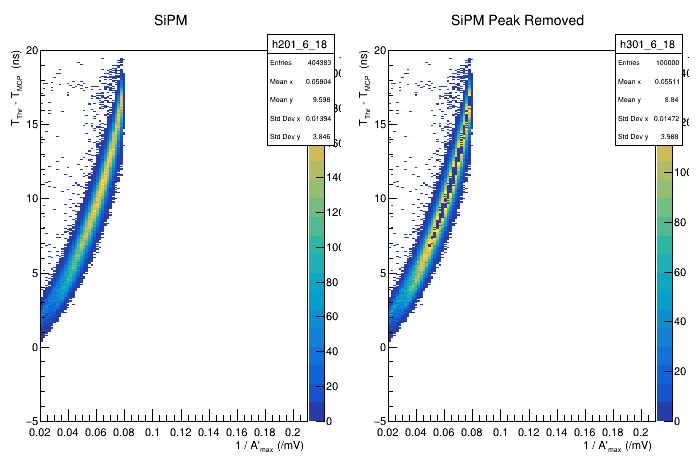 SiPM
h201_6_18
Entries 404383
Mean x 0.05804
Mean y 9.598
Std Dev x 0.01394
Std Dev y 3.846
T_Thr - T_MCP (ns)
20
15
10
5
0
−5
0.02 0.04 0.06 0.08 0.1 0.12 0.14 0.16 0.18 0.2
1 / A'_max (/mV)
140
120
100
80
60
40
20
0
SiPM Peak Removed
h301_6_18
Entries 100000
Mean x 0.05511
Mean y 8.84
Std Dev x 0.01472
Std Dev y 3.988
T_Thr - T_MCP (ns)
20
15
10
5
0
−5
0.02 0.04 0.06 0.08 0.1 0.12 0.14 0.16 0.18 0.2
1 / A'_max (/mV)
100
80
60
40
20
0